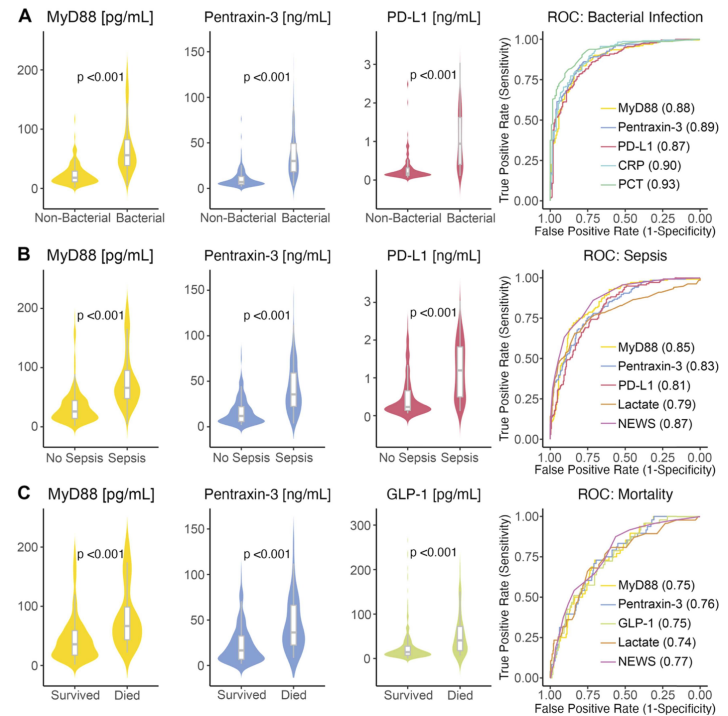 A
MyD88 [pg/mL]
Pentraxin-3 [ng/mL]
PD-L1 [ng/mL]
ROC: Bacterial Infection
200
100
0
p <0.001
Non-Bacterial Bacterial
150
100
50
0
p <0.001
Non-Bacterial Bacterial
3
2
1
0
p <0.001
Non-Bacterial Bacterial
True Positive Rate (Sensitivity)
1.00
0.75
0.50
0.25
0.00
MyD88 (0.88)
Pentraxin-3 (0.89)
PD-L1 (0.87)
CRP (0.90)
PCT (0.93)
1.00 0.75 0.50 0.25 0.00
False Positive Rate (1-Specificity)
B
MyD88 [pg/mL]
Pentraxin-3 [ng/mL]
PD-L1 [ng/mL]
ROC: Sepsis
200
100
0
p <0.001
No Sepsis Sepsis
150
100
50
0
p <0.001
No Sepsis Sepsis
3
2
1
0
p <0.001
No Sepsis Sepsis
True Positive Rate (Sensitivity)
1.00
0.75
0.50
0.25
0.00
MyD88 (0.85)
Pentraxin-3 (0.83)
PD-L1 (0.81)
Lactate (0.79)
NEWS (0.87)
1.00 0.75 0.50 0.25 0.00
False Positive Rate (1-Specificity)
C
MyD88 [pg/mL]
Pentraxin-3 [ng/mL]
GLP-1 [pg/mL]
ROC: Mortality
200
100
0
p <0.001
Survived Died
150
100
50
0
p <0.001
Survived Died
300
200
100
0
p <0.001
Survived Died
True Positive Rate (Sensitivity)
1.00
0.75
0.50
0.25
0.00
MyD88 (0.75)
Pentraxin-3 (0.76)
GLP-1 (0.75)
Lactate (0.74)
NEWS (0.77)
1.00 0.75 0.50 0.25 0.00
False Positive Rate (1-Specificity)